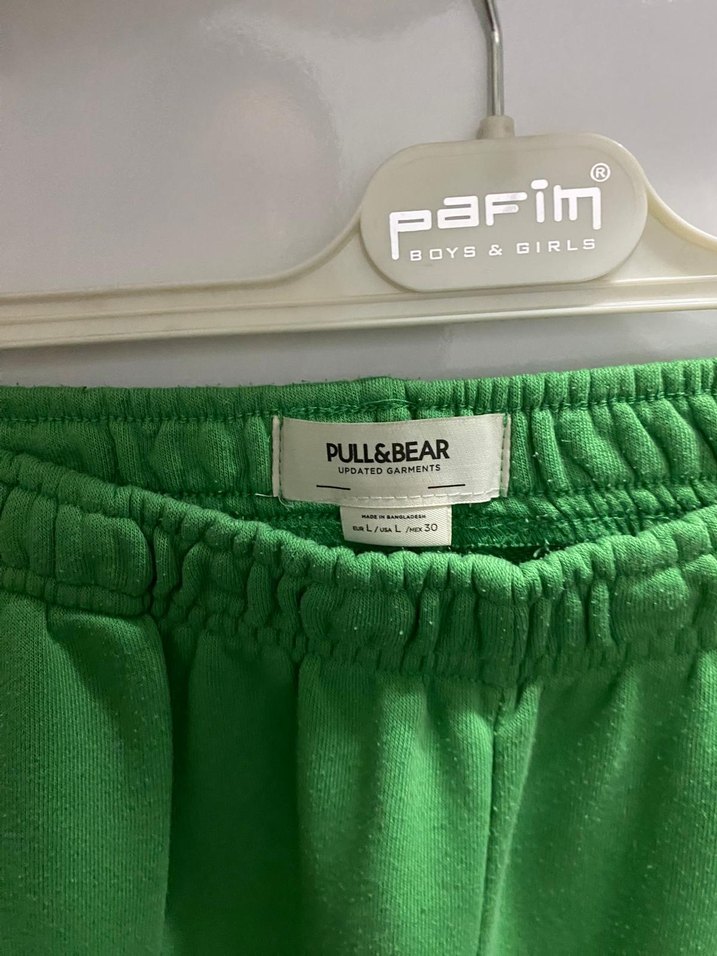 pafim®
BOYS & GIRLS
PULL&BEAR
UPDATED GARMENTS
MADE IN BANGLADESH
EUR L / USA L / MEX 30